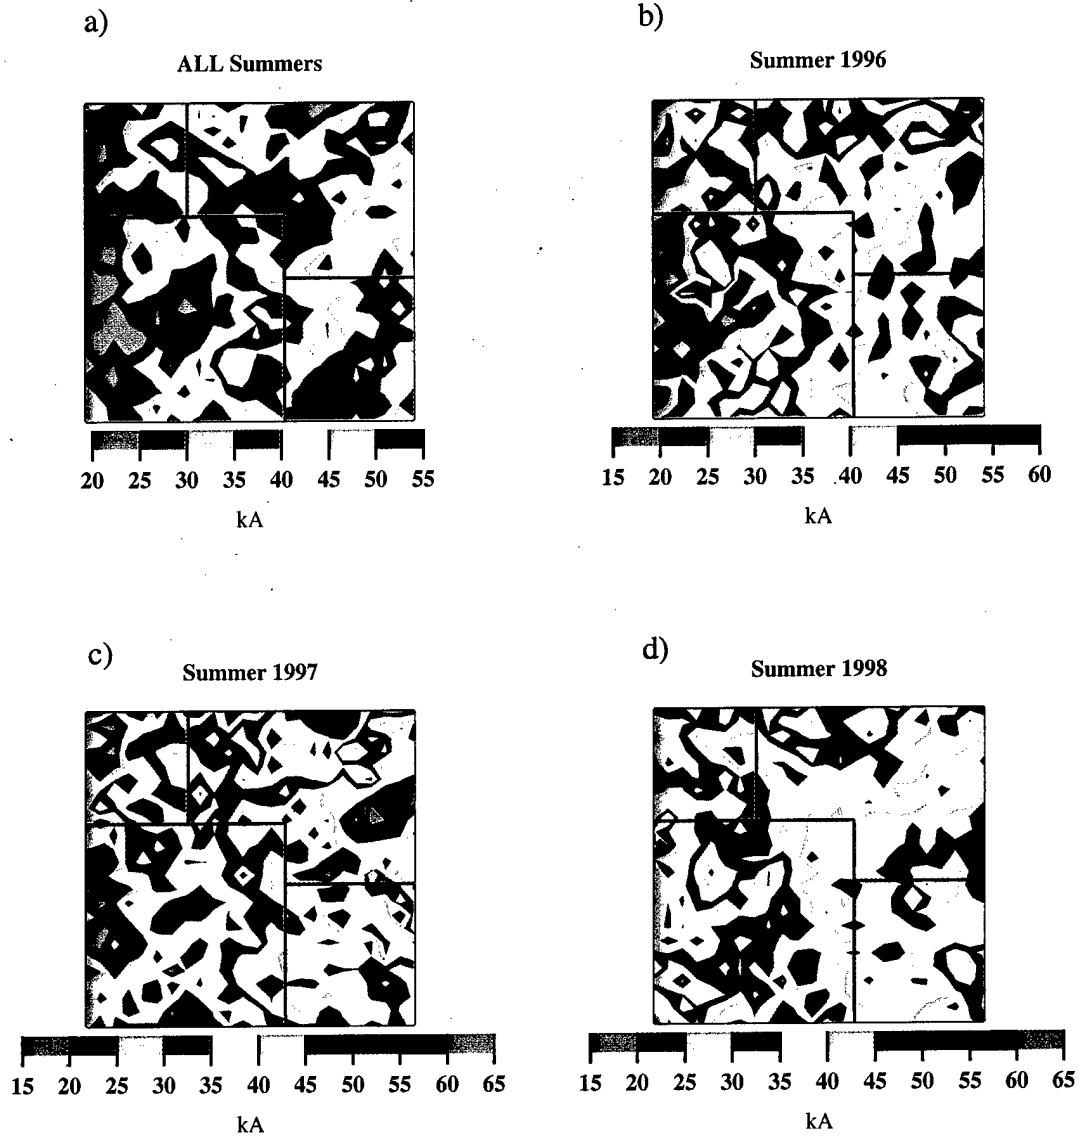 a)
ALL Summers
20 25 30 35 40 45 50 55
kA
b)
Summer 1996
15 20 25 30 35 40 45 50 55 60
kA
c)
Summer 1997
15 20 25 30 35 40 45 50 55 60 65
kA
d)
Summer 1998
15 20 25 30 35 40 45 50 55 60 65
kA